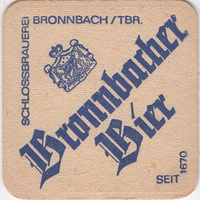 SCHLOSSBRAUEREI
BRONNBACH/TBR.
Bronnbacher
Bier
SEIT 1670